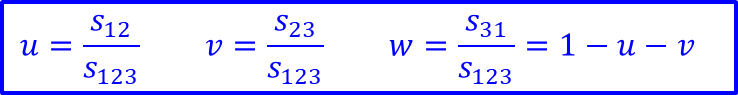 u = s₁₂/s₁₂₃    v = s₂₃/s₁₂₃    w = s₃₁/s₁₂₃ = 1 − u − v